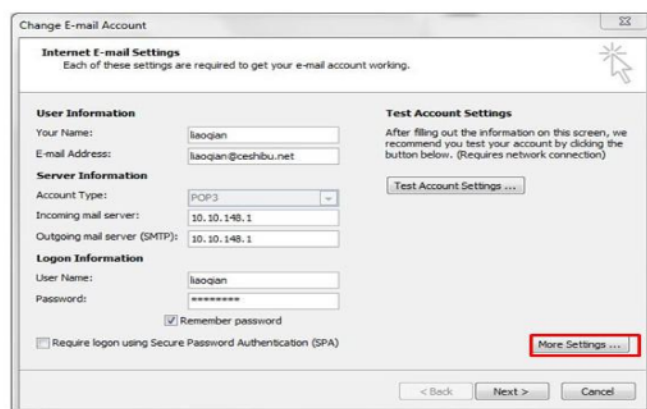 Change E-mail Account
Internet E-mail Settings
Each of these settings are required to get your e-mail account working.
User Information
Your Name: liaoqian
E-mail Address: liaoqian@ceshibu.net
Server Information
Account Type: POP3
Incoming mail server: 10.10.148.1
Outgoing mail server (SMTP): 10.10.148.1
Logon Information
User Name: liaoqian
Password: ********
Remember password
Require logon using Secure Password Authentication (SPA)
Test Account Settings
After filling out the information on this screen, we
recommend you test your account by clicking the
button below. (Requires network connection)
Test Account Settings ...
More Settings ...
< Back Next > Cancel